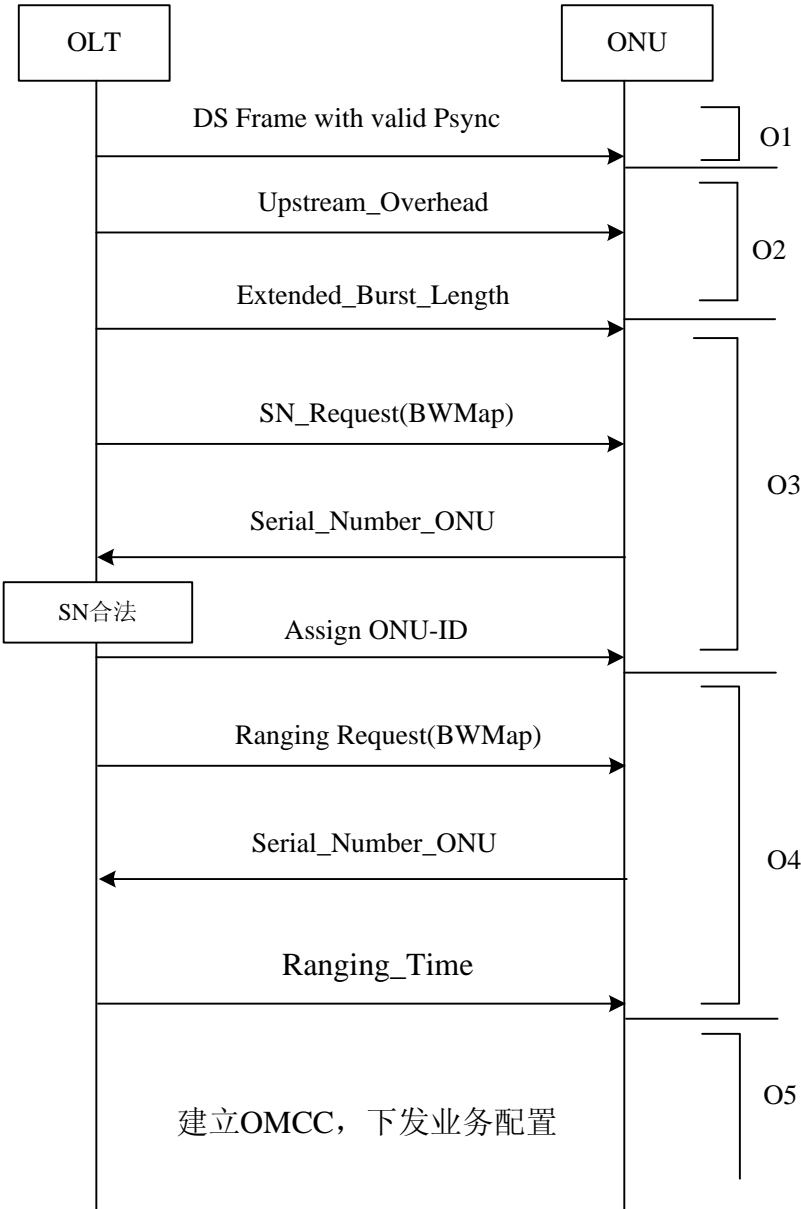 OLT
ONU
DS Frame with valid Psync
O1
Upstream_Overhead
O2
Extended_Burst_Length
SN_Request(BWMap)
O3
Serial_Number_ONU
SN合法
Assign ONU-ID
Ranging Request(BWMap)
Serial_Number_ONU
O4
Ranging_Time
O5
建立OMCC，下发业务配置